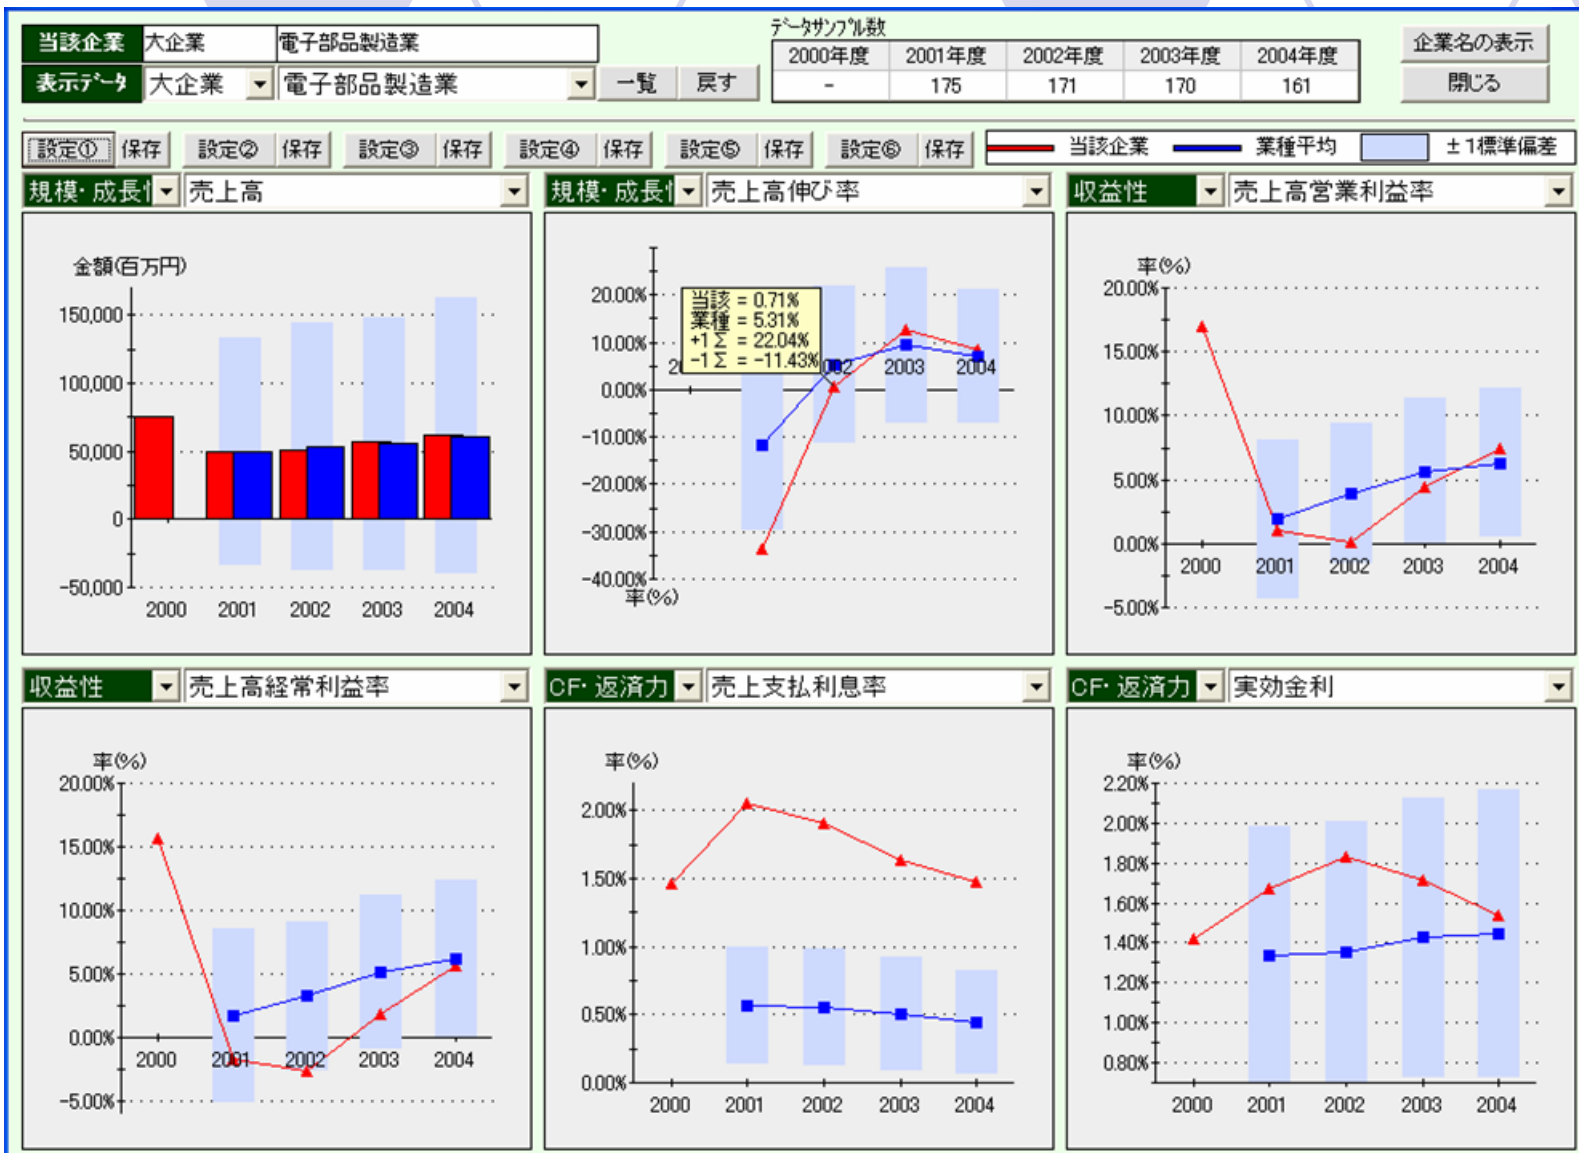 当該企業 大企業 電子部品製造業
表示データ 大企業 電子部品製造業 一覧 戻す
データサンプル数
2000年度 2001年度 2002年度 2003年度 2004年度
- 175 171 170 161
企業名の表示
閉じる
設定① 保存 設定② 保存 設定③ 保存 設定④ 保存 設定⑤ 保存 設定⑥ 保存
当該企業 業種平均 ±1標準偏差
規模・成長性 売上高
金額(百万円)
150,000
100,000
50,000
0
-50,000
2000 2001 2002 2003 2004
規模・成長性 売上高伸び率
20.00%
10.00%
0.00%
-10.00%
-20.00%
-30.00%
-40.00%
率(%)
当該 = 0.71%
業種 = 5.31%
+1Σ = 22.04%
-1Σ = -11.43%
2 002 2003 2004
収益性 売上高営業利益率
率(%)
20.00%
15.00%
10.00%
5.00%
0.00%
-5.00%
2000 2001 2002 2003 2004
収益性 売上高経常利益率
率(%)
20.00%
15.00%
10.00%
5.00%
0.00%
-5.00%
2000 2001 2002 2003 2004
CF・返済力 売上支払利息率
率(%)
2.00%
1.50%
1.00%
0.50%
0.00%
2000 2001 2002 2003 2004
CF・返済力 実効金利
率(%)
2.20%
2.00%
1.80%
1.60%
1.40%
1.20%
1.00%
0.80%
2000 2001 2002 2003 2004